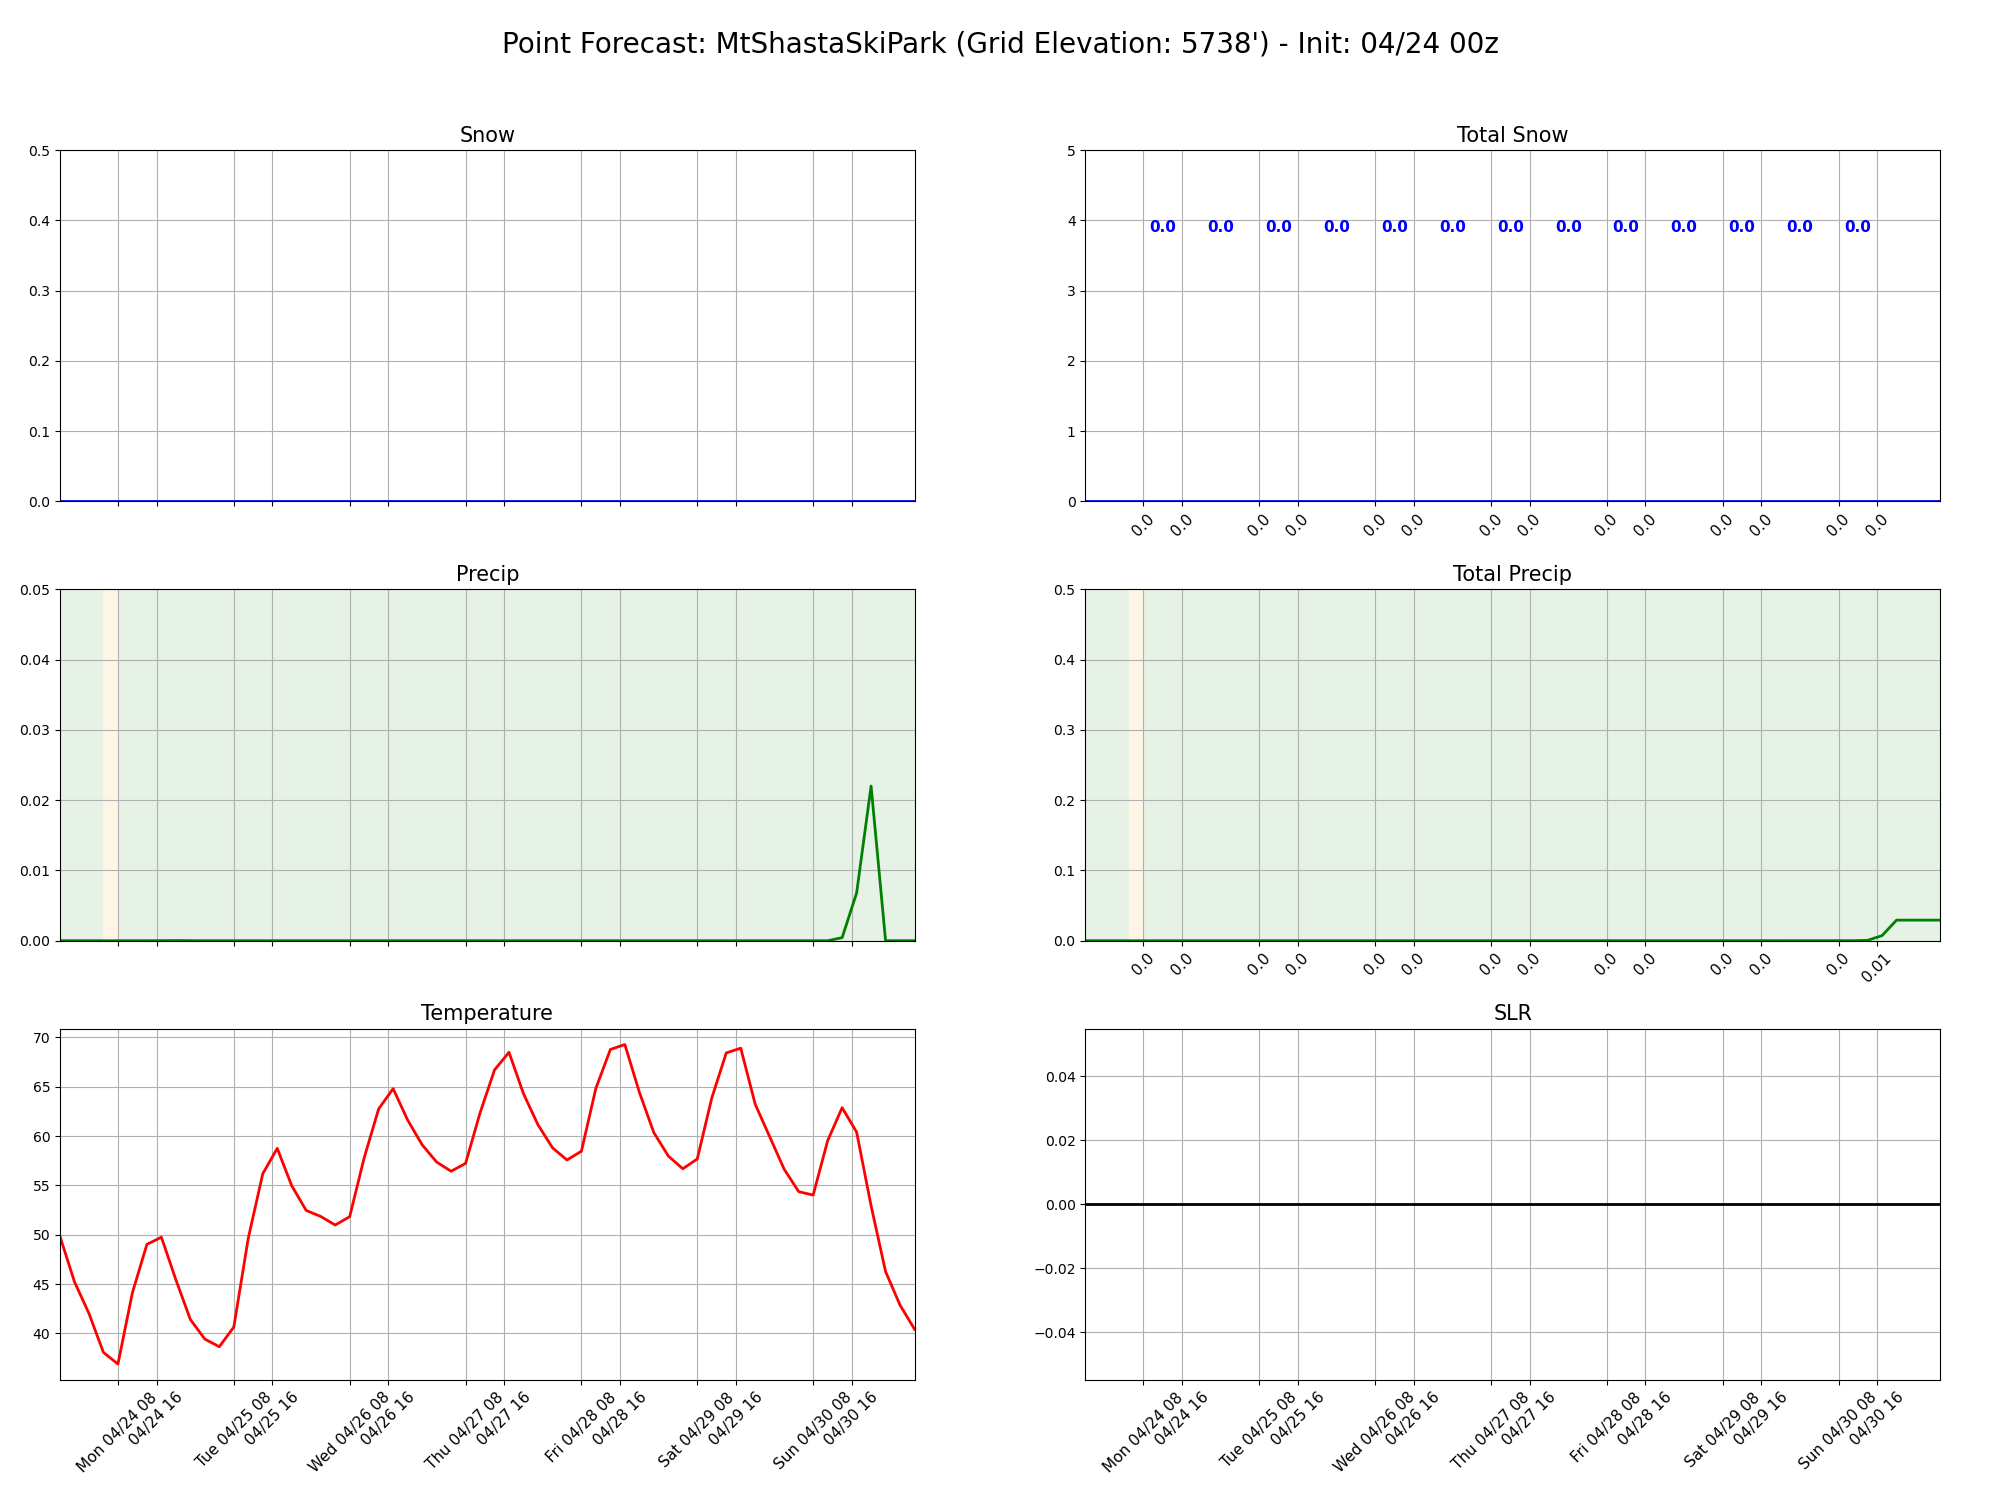 Point Forecast: MtShastaSkiPark (Grid Elevation: 5738') - Init: 04/24 00z
Snow
0.5
0.4
0.3
0.2
0.1
0.0
Total Snow
5
4
3
2
1
0
0.0 0.0 0.0 0.0 0.0 0.0 0.0 0.0 0.0 0.0 0.0 0.0 0.0
0.0 0.0 0.0 0.0 0.0 0.0 0.0 0.0 0.0 0.0 0.0 0.0 0.0 0.0
Precip
0.05
0.04
0.03
0.02
0.01
0.00
Total Precip
0.5
0.4
0.3
0.2
0.1
0.0
0.0 0.0 0.0 0.0 0.0 0.0 0.0 0.0 0.0 0.0 0.0 0.0 0.0 0.01
Temperature
70
65
60
55
50
45
40
Mon 04/24 08
04/24 16
Tue 04/25 08
04/25 16
Wed 04/26 08
04/26 16
Thu 04/27 08
04/27 16
Fri 04/28 08
04/28 16
Sat 04/29 08
04/29 16
Sun 04/30 08
04/30 16
SLR
0.04
0.02
0.00
−0.02
−0.04
Mon 04/24 08
04/24 16
Tue 04/25 08
04/25 16
Wed 04/26 08
04/26 16
Thu 04/27 08
04/27 16
Fri 04/28 08
04/28 16
Sat 04/29 08
04/29 16
Sun 04/30 08
04/30 16